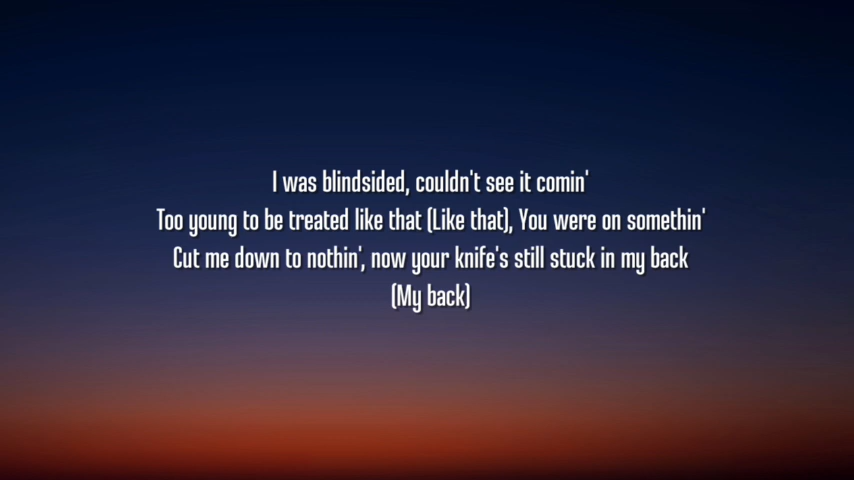 I was blindsided, couldn't see it comin'
Too young to be treated like that (Like that), You were on somethin'
Cut me down to nothin', now your knife's still stuck in my back
(My back)